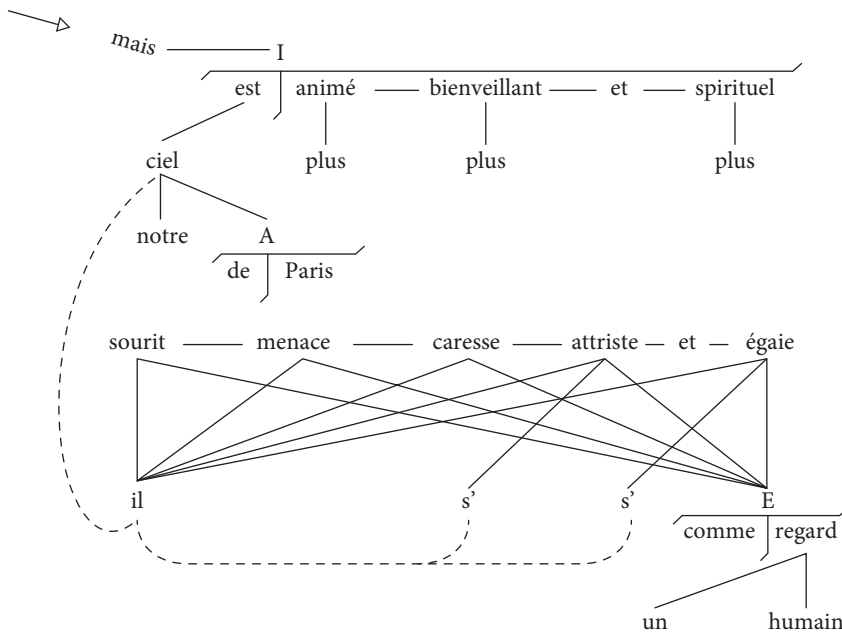 mais I
est animé bienveillant et spirituel
ciel plus plus plus
notre A
de Paris
sourit menace caresse attriste et égaie
il s’ s’ E
comme regard
un humain